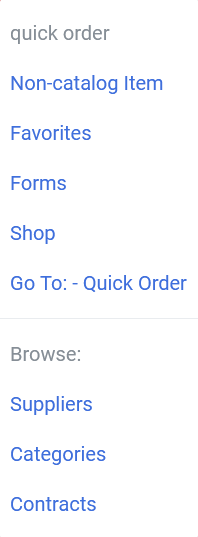 quick order
Non-catalog Item
Favorites
Forms
Shop
Go To: - Quick Order
Browse:
Suppliers
Categories
Contracts